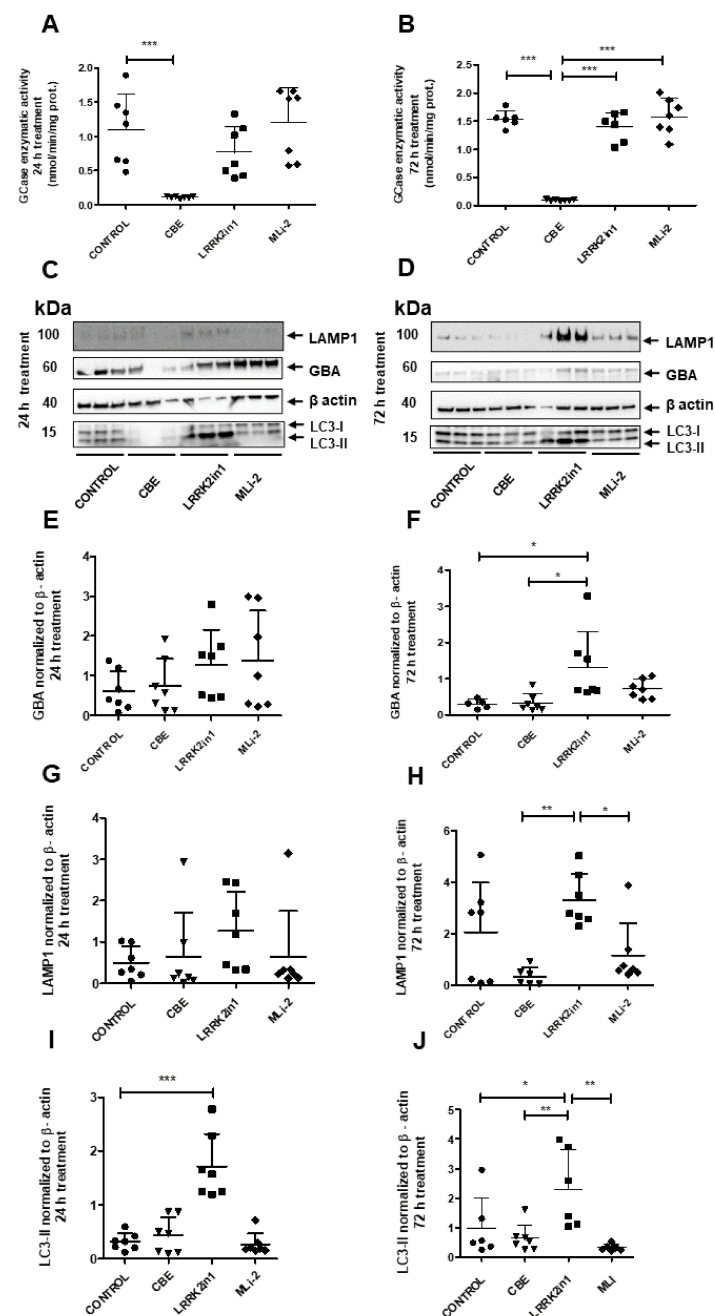 A
***
GCase enzymatic activity
24 h treatment
(nmol/min/mg prot.)
2.0
1.5
1.0
0.5
0.0
CONTROL
CBE
LRRK2in1
MLi-2
B
***
***
***
GCase enzymatic activity
72 h treatment
(nmol/min/mg prot.)
2.5
2.0
1.5
1.0
0.5
0.0
CONTROL
CBE
LRRK2in1
MLi-2
C
kDa
24 h treatment
100
LAMP1
60
GBA
40
β actin
15
LC3-I
LC3-II
CONTROL
CBE
LRRK2in1
MLi-2
D
kDa
72 h treatment
100
LAMP1
60
GBA
40
β actin
15
LC3-I
LC3-II
CONTROL
CBE
LRRK2in1
MLi-2
E
GBA normalized to β- actin
24 h treatment
4
3
2
1
0
CONTROL
CBE
LRRK2in1
MLi-2
F
*
*
GBA normalized to β- actin
72 h treatment
4
3
2
1
0
CONTROL
CBE
LRRK2in1
MLi-2
G
LAMP1 normalized to β- actin
24 h treatment
4
3
2
1
0
CONTROL
CBE
LRRK2in1
MLi-2
H
**
*
LAMP1 normalized to β- actin
72 h treatment
6
4
2
0
CONTROL
CBE
LRRK2in1
MLi-2
I
***
LC3-II normalized to β- actin
24 h treatment
3
2
1
0
CONTROL
CBE
LRRK2in1
MLi-2
J
*
**
**
LC3-II normalized to β- actin
72 h treatment
5
4
3
2
1
0
CONTROL
CBE
LRRK2in1
MLi